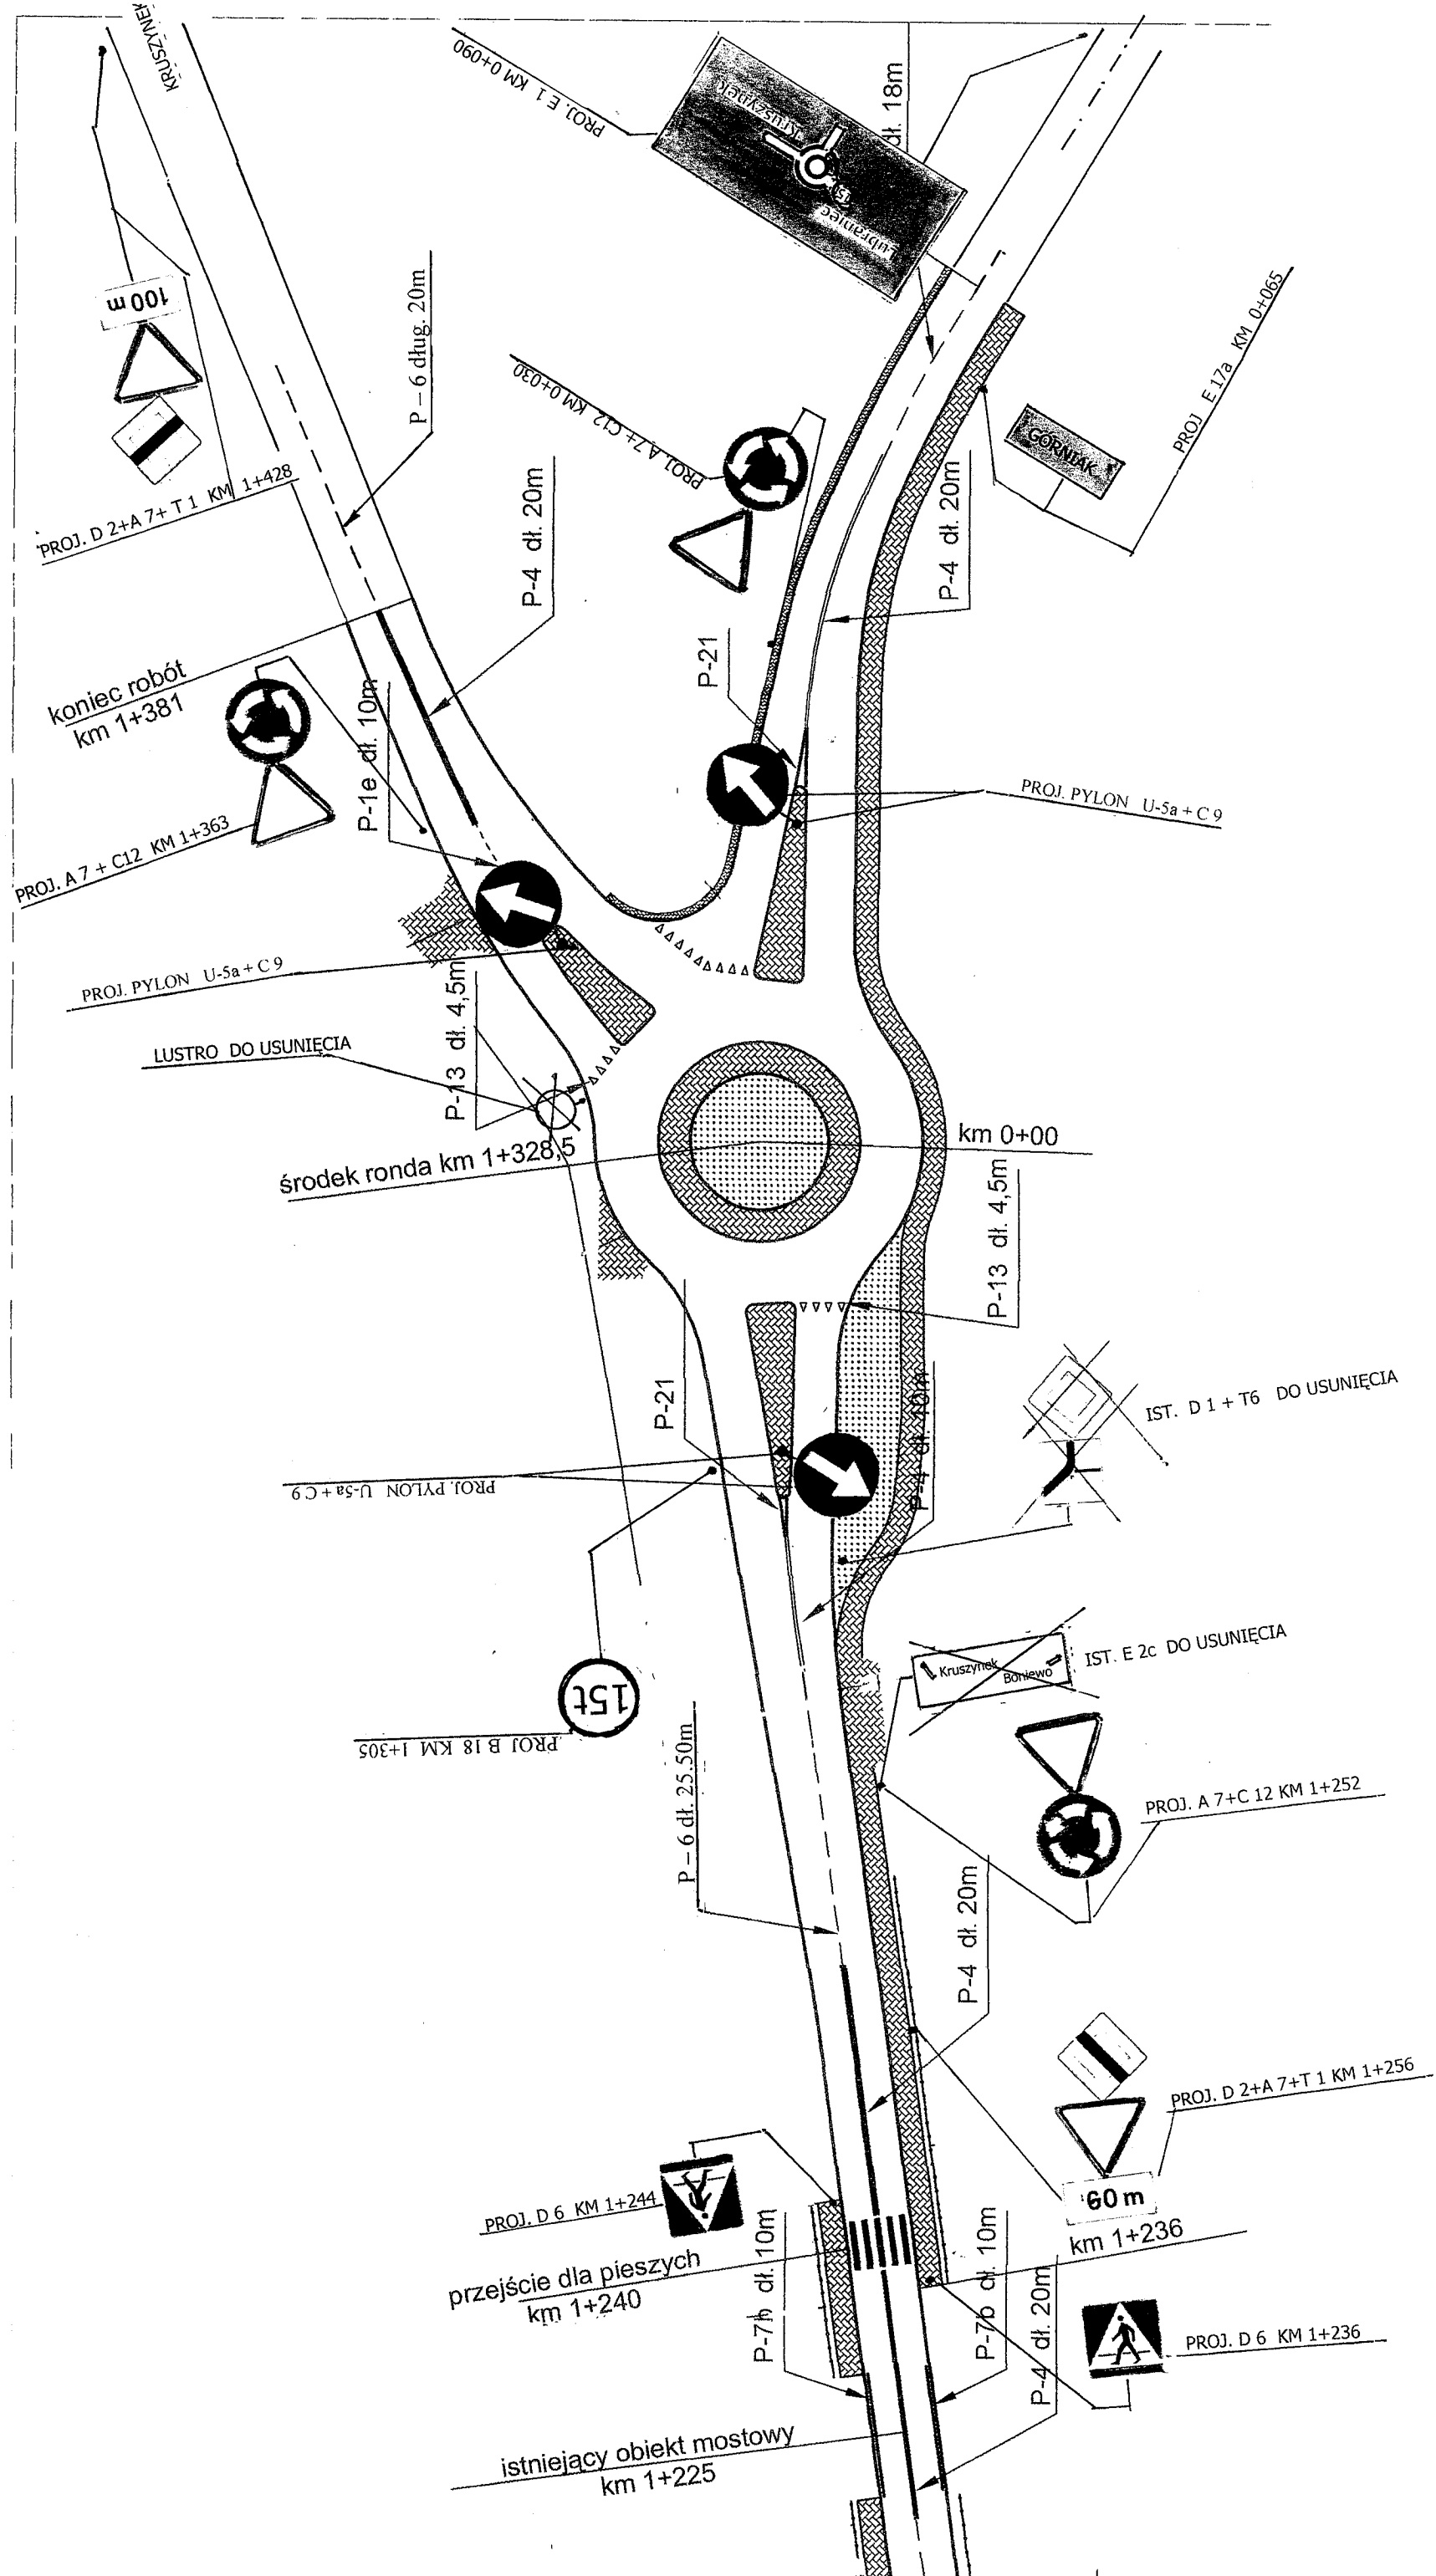 KRUSZYNEK
PROJ. E 1 KM 0+090
Kruszynek
15t
Lubraniec
dł. 18m
100 m
P – 6 dług. 20m
PROJ. D 2+A 7+ T 1 KM 1+428
PROJ. A 7+ C12 KM 0+030
PROJ E 17a KM 0+065
GÓRNIAK
P-4 dł. 20m
P-4 dł. 20m
P-21
koniec robót
km 1+381
P-1e dł. 10m
PROJ. A 7 + C12 KM 1+363
PROJ. PYLON U-5a + C 9
PROJ. PYLON U-5a + C 9
P-13 dł. 4,5m
LUSTRO DO USUNIĘCIA
środek ronda km 1+328,5
km 0+00
P-13 dł. 4,5m
P-21
P-4 dł. 10m
IST. D 1 + T6 DO USUNIĘCIA
PROJ. PYLON U-5a + C 9
15t
PROJ B 18 KM 1+305
Kruszynek
Boniewo
IST. E 2c DO USUNIĘCIA
P – 6 dł. 25.50m
PROJ. A 7+C 12 KM 1+252
P-4 dł. 20m
PROJ. D 2+A 7+T 1 KM 1+256
60 m
PROJ. D 6 KM 1+244
km 1+236
przejście dla pieszych
km 1+240
P-7b dł. 10m
P-7b dł. 10m
P-4 dł. 20m
PROJ. D 6 KM 1+236
istniejący obiekt mostowy
km 1+225